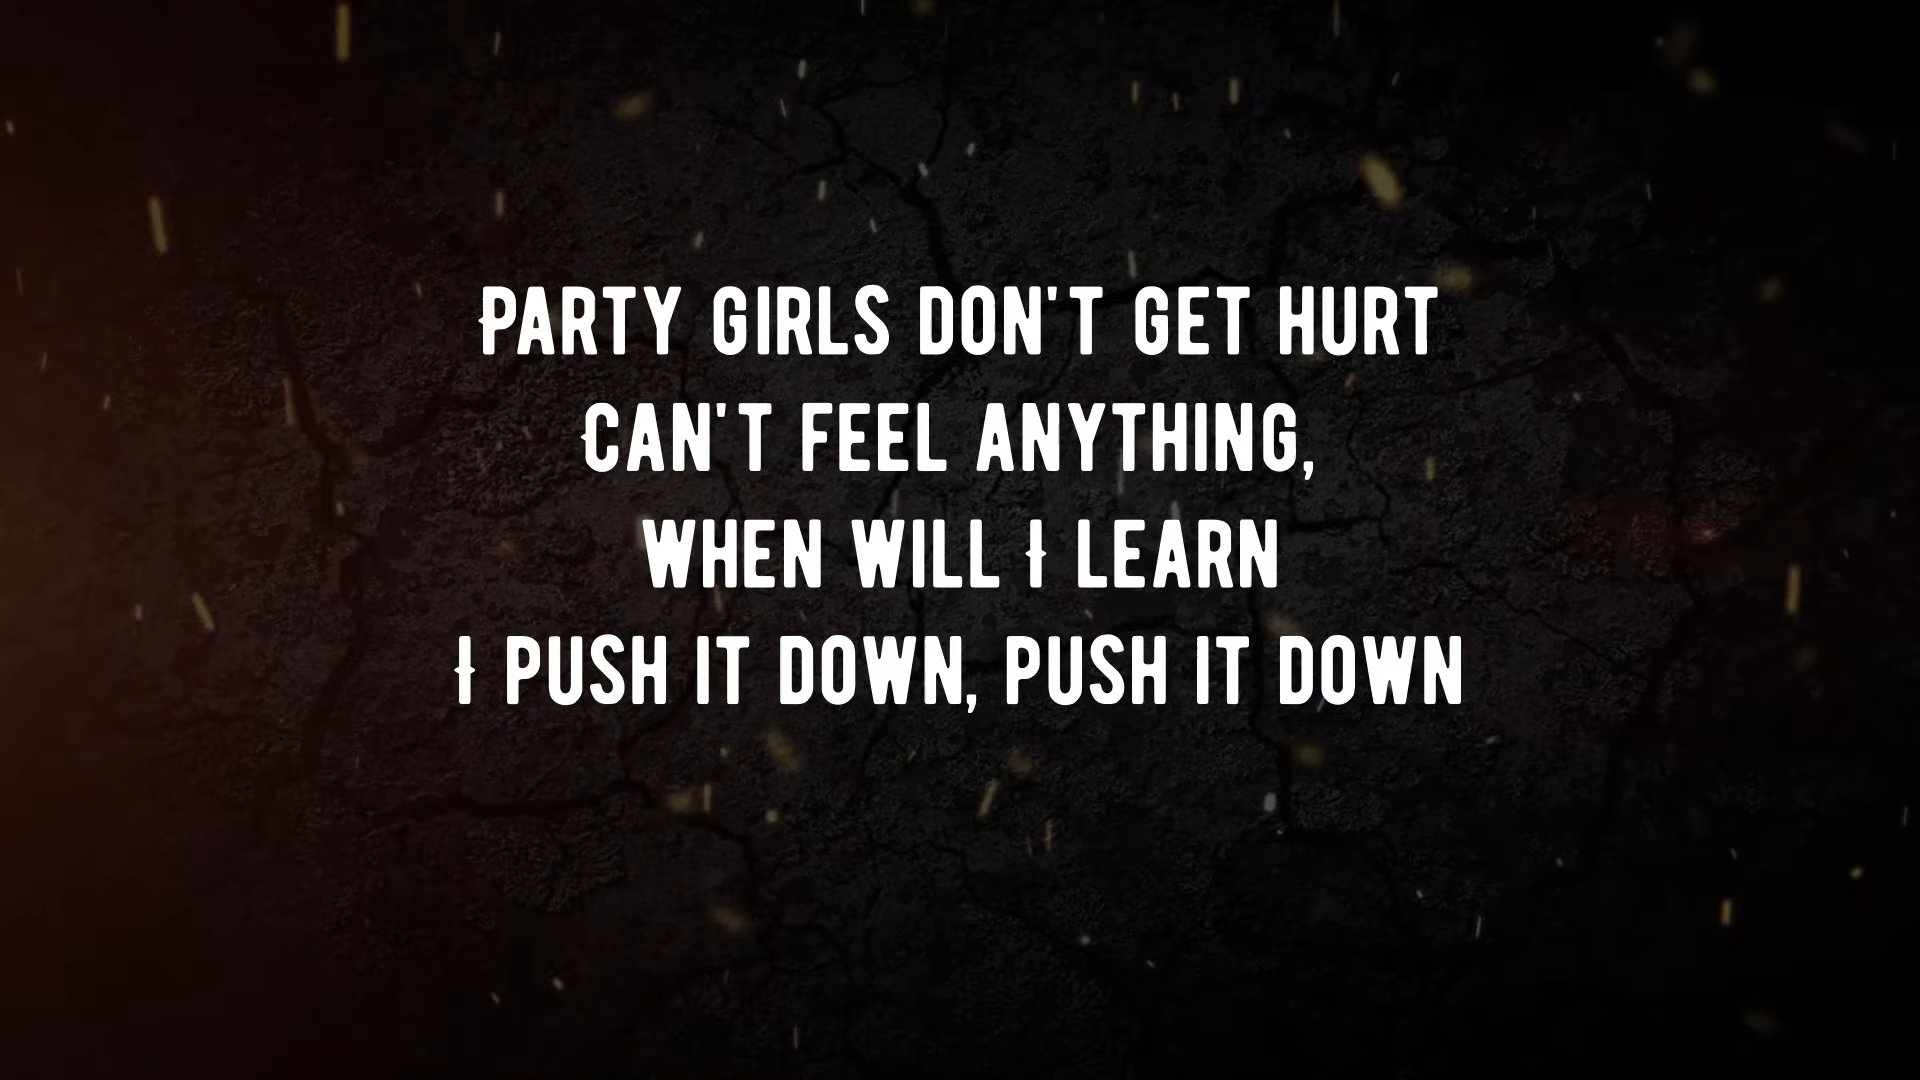 PARTY GIRLS DON'T GET HURT
CAN'T FEEL ANYTHING,
WHEN WILL I LEARN
I PUSH IT DOWN, PUSH IT DOWN